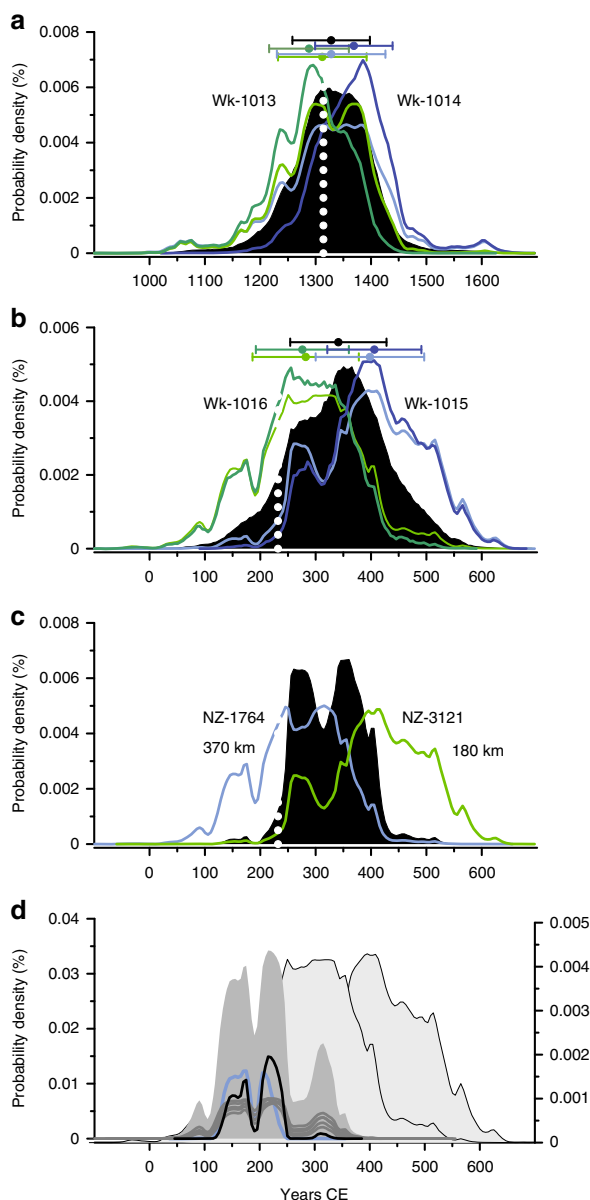 a
0.008
0.006
0.004
0.002
0
Probability density (%)
Wk-1013
Wk-1014
1000 1100 1200 1300 1400 1500 1600
b
0.006
0.004
0.002
0
Probability density (%)
Wk-1016
Wk-1015
0 100 200 300 400 500 600
c
0.008
0.006
0.004
0.002
0
Probability density (%)
NZ-1764
370 km
NZ-3121
180 km
0 100 200 300 400 500 600
d
0.04
0.03
0.02
0.01
0
Probability density (%)
0.005
0.004
0.003
0.002
0.001
0
0 100 200 300 400 500 600
Years CE